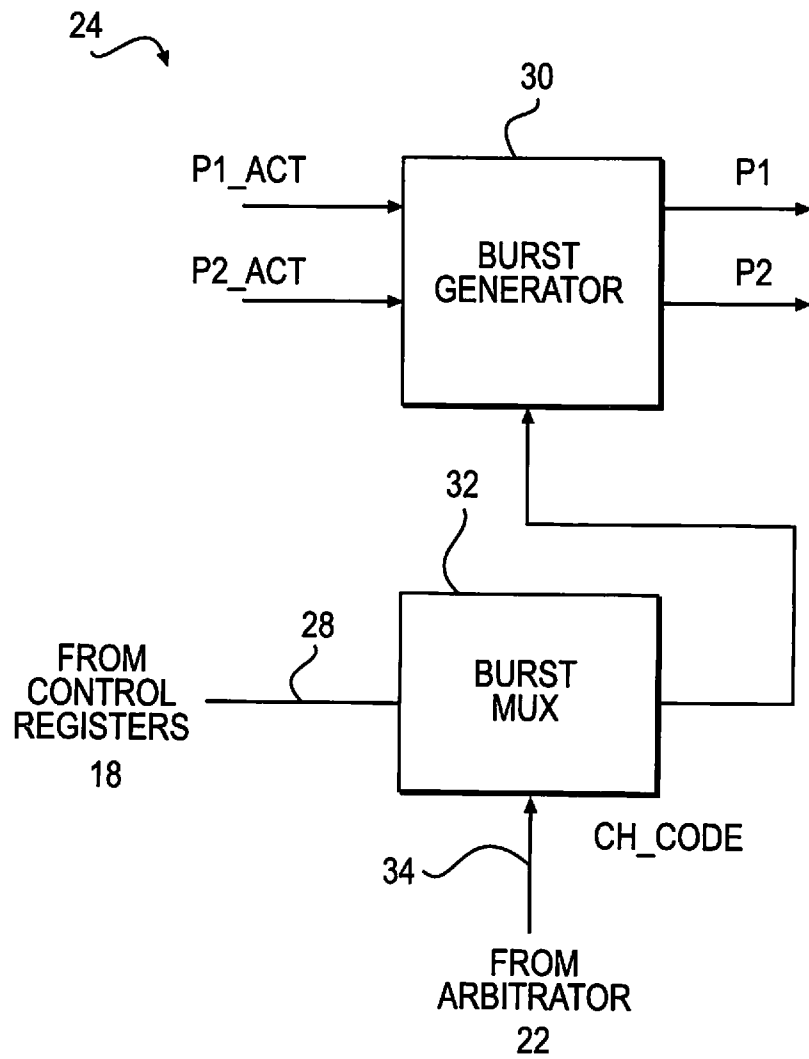 24
30
P1_ACT
P1
P2_ACT
P2
BURST
GENERATOR
32
28
FROM
CONTROL
REGISTERS
18
BURST
MUX
CH_CODE
34
FROM
ARBITRATOR
22